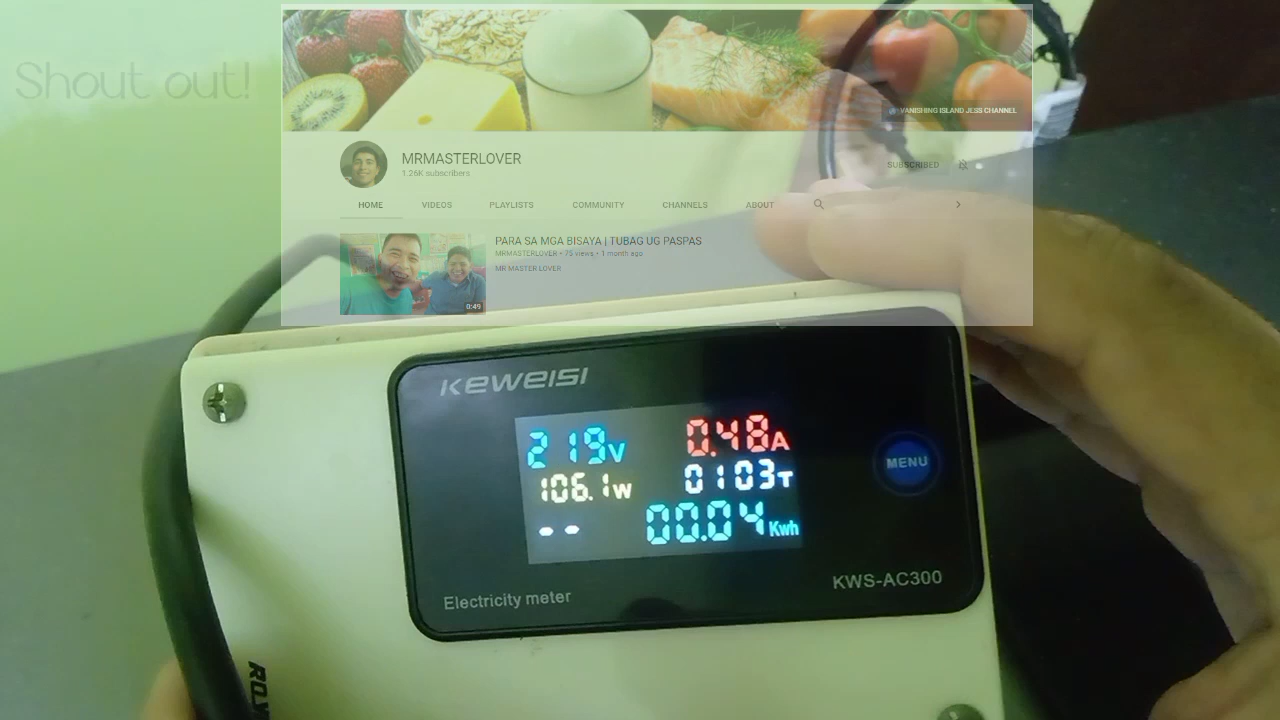 Shout out!
VANISHING ISLAND JESS CHANNEL
MRMASTERLOVER
1.26K subscribers
SUBSCRIBED
HOME VIDEOS PLAYLISTS COMMUNITY CHANNELS ABOUT
PARA SA MGA BISAYA | TUBAG UG PASPAS
MRMASTERLOVER • 75 views • 1 month ago
MR MASTER LOVER
0:49
KEWEISI
219V 0.48A
106.1W 0103T
-- 00.04Kwh
MENU
Electricity meter
KWS-AC300